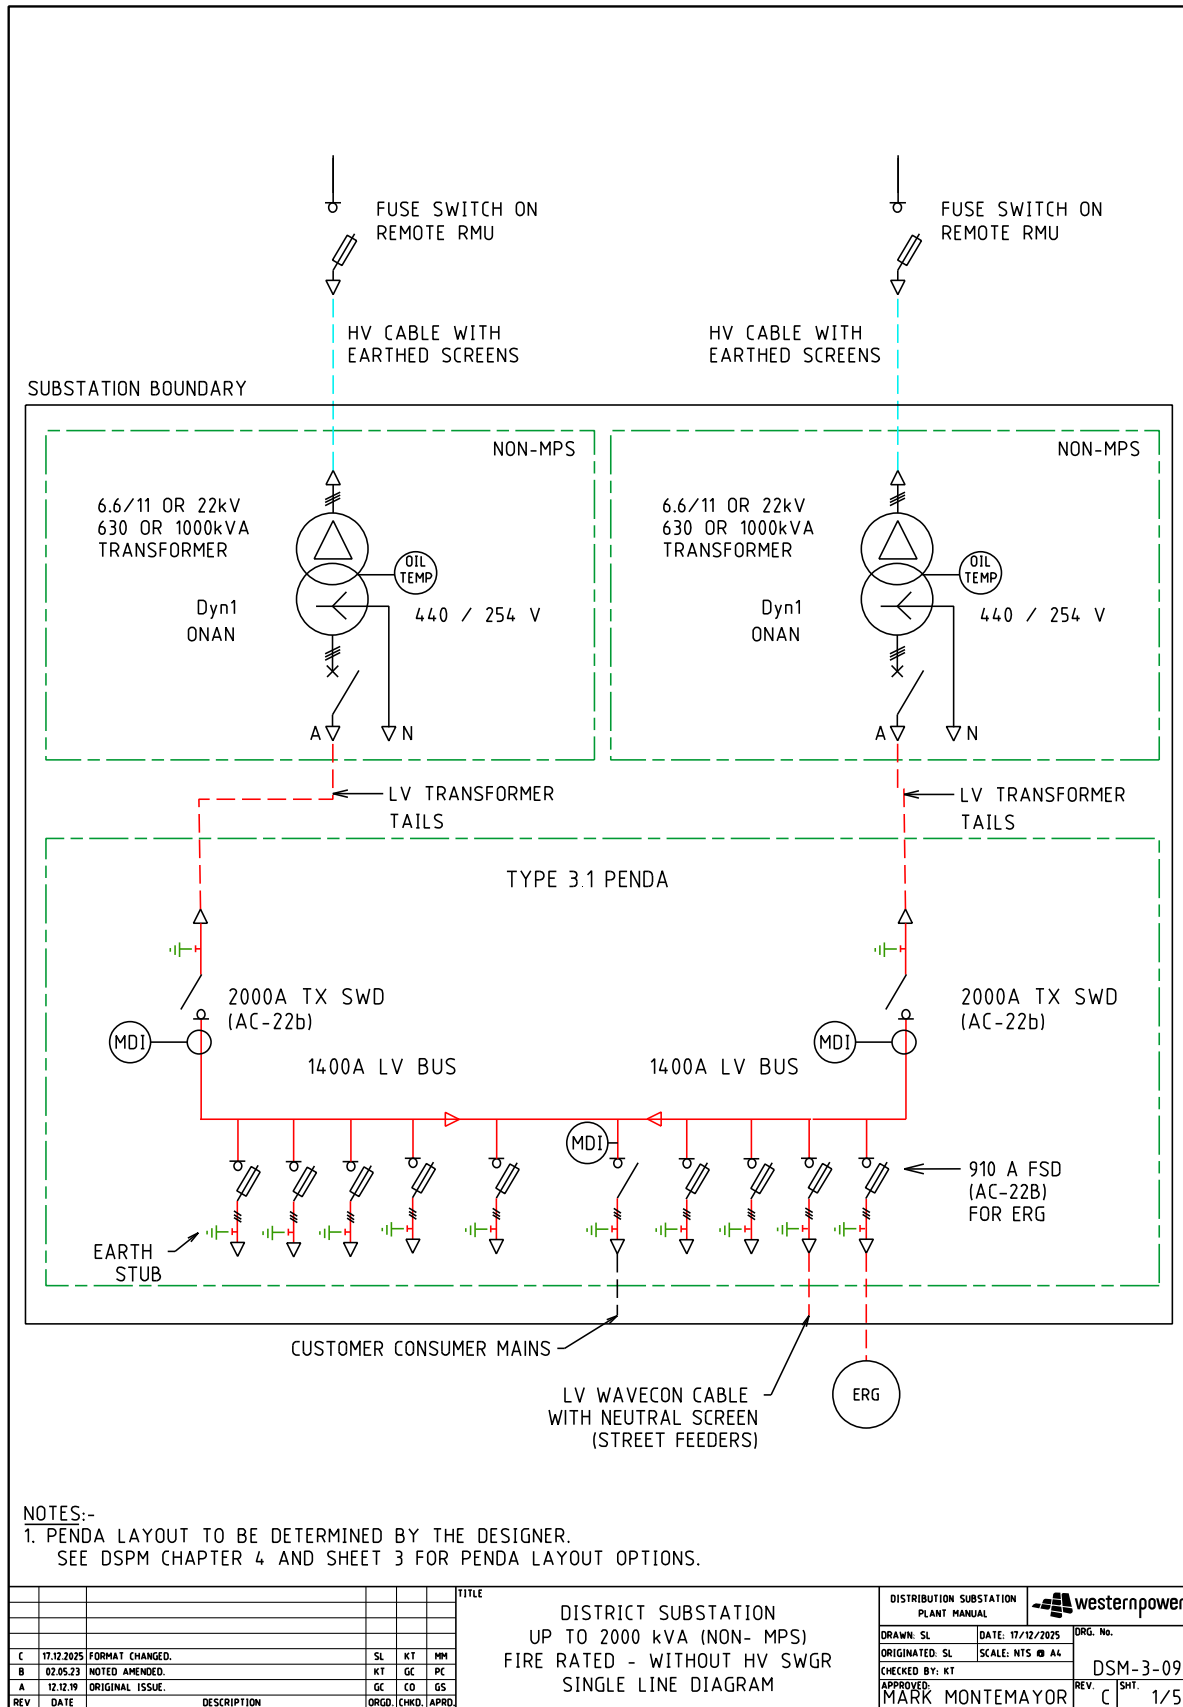 FUSE SWITCH ON
REMOTE RMU
FUSE SWITCH ON
REMOTE RMU
HV CABLE WITH
EARTHED SCREENS
HV CABLE WITH
EARTHED SCREENS
SUBSTATION BOUNDARY
NON-MPS
6.6/11 OR 22kV
630 OR 1000kVA
TRANSFORMER
OIL
TEMP
Dyn1
ONAN
440 / 254 V
A
N
NON-MPS
6.6/11 OR 22kV
630 OR 1000kVA
TRANSFORMER
OIL
TEMP
Dyn1
ONAN
440 / 254 V
A
N
LV TRANSFORMER
TAILS
LV TRANSFORMER
TAILS
TYPE 3.1 PENDA
2000A TX SWD
(AC-22b)
MDI
2000A TX SWD
(AC-22b)
MDI
1400A LV BUS
1400A LV BUS
MDI
910 A FSD
(AC-22B)
FOR ERG
EARTH
STUB
CUSTOMER CONSUMER MAINS
LV WAVECON CABLE
WITH NEUTRAL SCREEN
(STREET FEEDERS)
ERG
NOTES:-
1. PENDA LAYOUT TO BE DETERMINED BY THE DESIGNER.
SEE DSPM CHAPTER 4 AND SHEET 3 FOR PENDA LAYOUT OPTIONS.
C 17.12.2025 FORMAT CHANGED. SL KT MM
B 02.05.23 NOTED AMENDED. KT GC PC
A 12.12.19 ORIGINAL ISSUE. GC CO GS
REV DATE DESCRIPTION ORGD. CHKD. APRD.
TITLE
DISTRICT SUBSTATION
UP TO 2000 kVA (NON- MPS)
FIRE RATED - WITHOUT HV SWGR
SINGLE LINE DIAGRAM
DISTRIBUTION SUBSTATION
PLANT MANUAL
westernpower
DRAWN: SL DATE: 17/12/2025
ORIGINATED: SL SCALE: NTS @ A4
CHECKED BY: KT
APPROVED:
MARK MONTEMAYOR
DRG. No.
DSM-3-09
REV. C SHT. 1/5